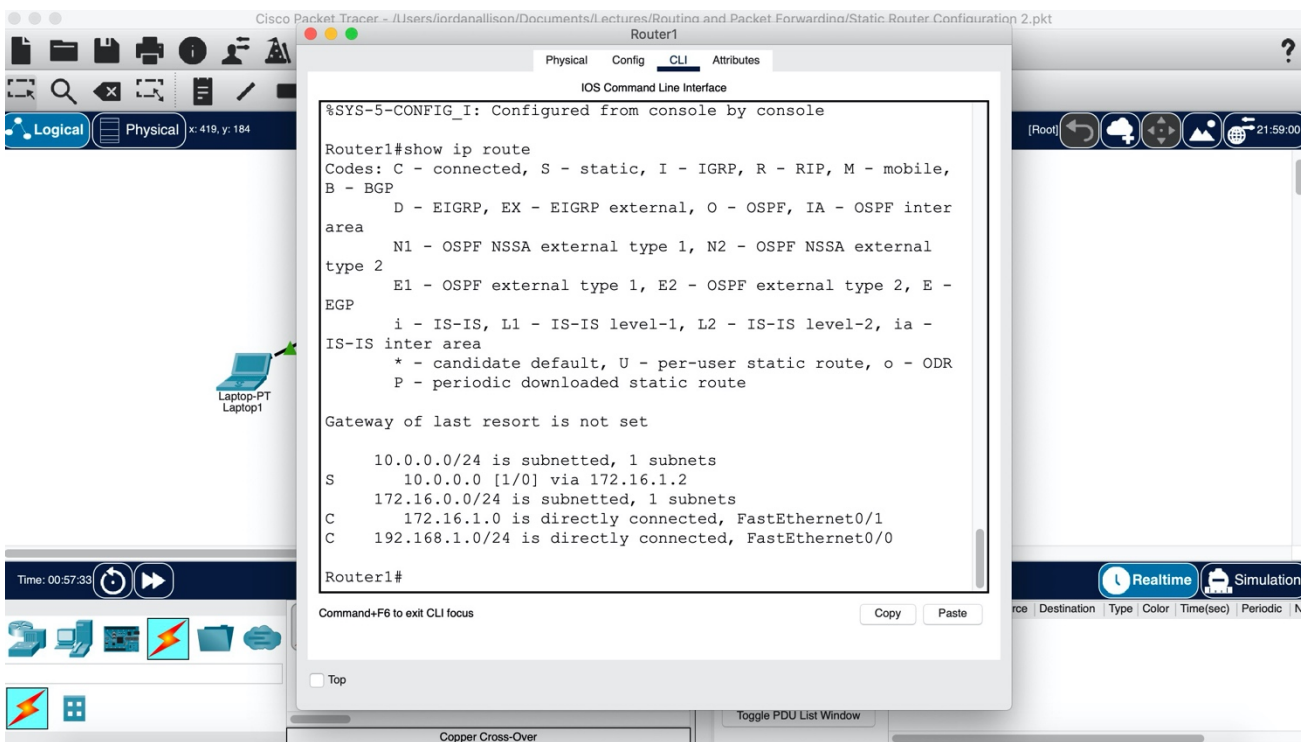 Cisco Packet Tracer - /Users/jordanallison/Documents/Lectures/Routing and Packet Forwarding/Static Router Configuration 2.pkt
Router1
Physical Config CLI Attributes
IOS Command Line Interface
%SYS-5-CONFIG_I: Configured from console by console
Router1#show ip route
Codes: C - connected, S - static, I - IGRP, R - RIP, M - mobile,
B - BGP
D - EIGRP, EX - EIGRP external, O - OSPF, IA - OSPF inter
area
N1 - OSPF NSSA external type 1, N2 - OSPF NSSA external
type 2
E1 - OSPF external type 1, E2 - OSPF external type 2, E -
EGP
i - IS-IS, L1 - IS-IS level-1, L2 - IS-IS level-2, ia -
IS-IS inter area
* - candidate default, U - per-user static route, o - ODR
P - periodic downloaded static route
Gateway of last resort is not set
10.0.0.0/24 is subnetted, 1 subnets
S 10.0.0.0 [1/0] via 172.16.1.2
172.16.0.0/24 is subnetted, 1 subnets
C 172.16.1.0 is directly connected, FastEthernet0/1
C 192.168.1.0/24 is directly connected, FastEthernet0/0
Router1#
Command+F6 to exit CLI focus
Copy Paste
Top
Logical Physical x: 419, y: 184
[Root] 21:59:00
Laptop-PT
Laptop1
Time: 00:57:33
Realtime Simulation
Destination Type Color Time(sec) Periodic
Toggle PDU List Window
Copper Cross-Over